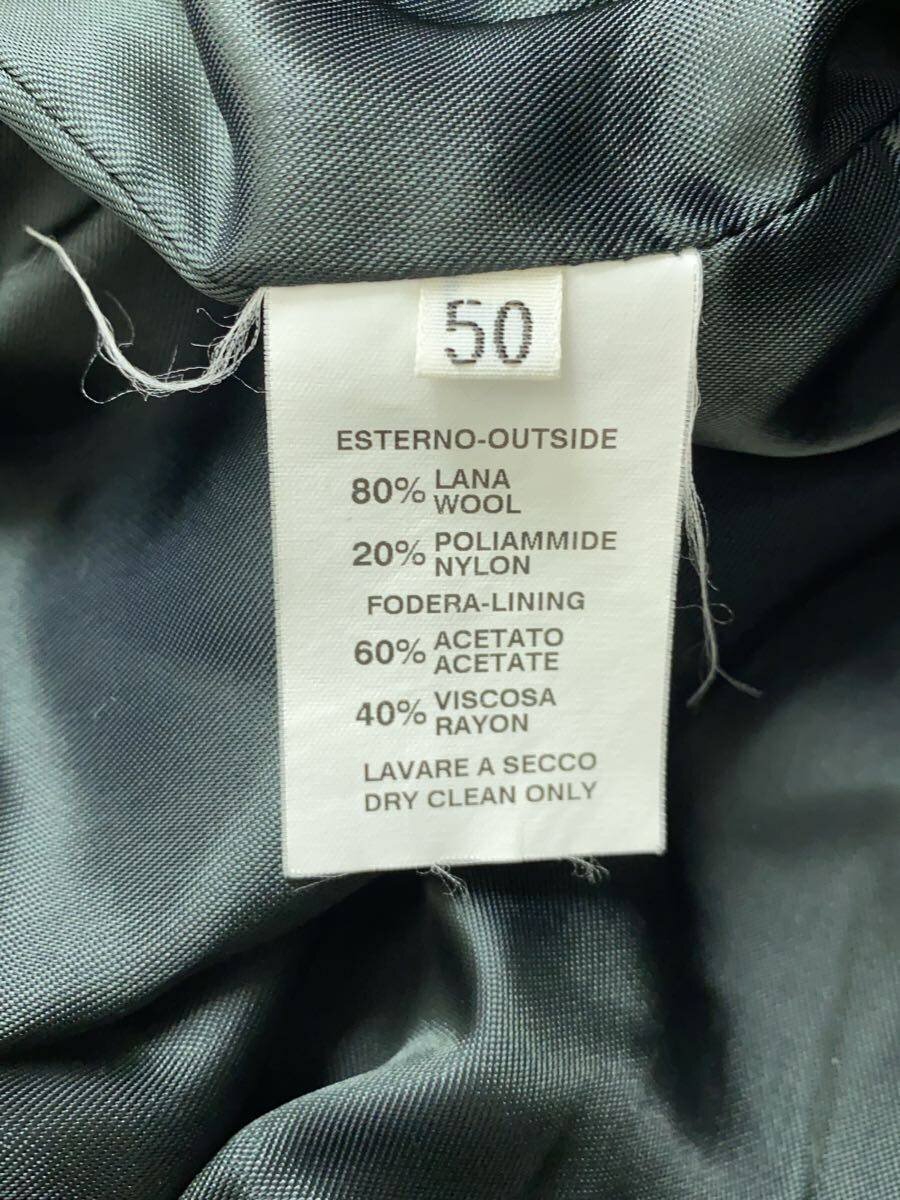 50
ESTERNO-OUTSIDE
80% LANA
WOOL
20% POLIAMMIDE
NYLON
FODERA-LINING
60% ACETATO
ACETATE
40% VISCOSA
RAYON
LAVARE A SECCO
DRY CLEAN ONLY